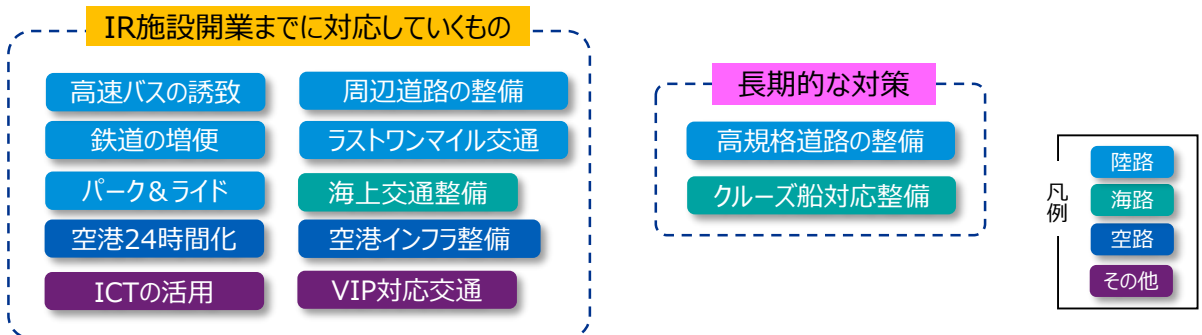 IR施設開業までに対応していくもの
高速バスの誘致
周辺道路の整備
鉄道の増便
ラストワンマイル交通
パーク&ライド
海上交通整備
空港24時間化
空港インフラ整備
ICTの活用
VIP対応交通
長期的な対策
高規格道路の整備
クルーズ船対応整備
凡例
陸路
海路
空路
その他